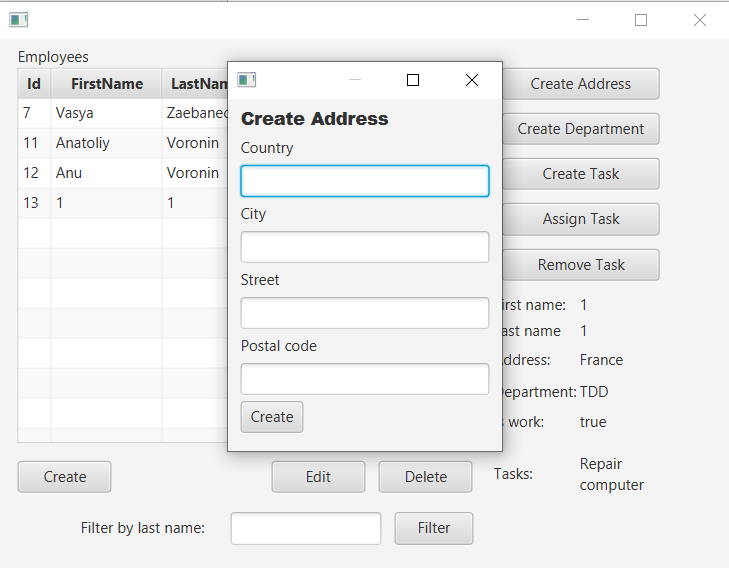 Employees
Id FirstName LastNam
7 Vasya Zaebaned
11 Anatoliy Voronin
12 Anu Voronin
13 1 1
Create Address
Country
City
Street
Postal code
Create
Create Address
Create Department
Create Task
Assign Task
Remove Task
irst name: 1
ast name 1
ddress: France
epartment: TDD
s work: true
Tasks: Repair
computer
Create Edit Delete
Filter by last name: Filter